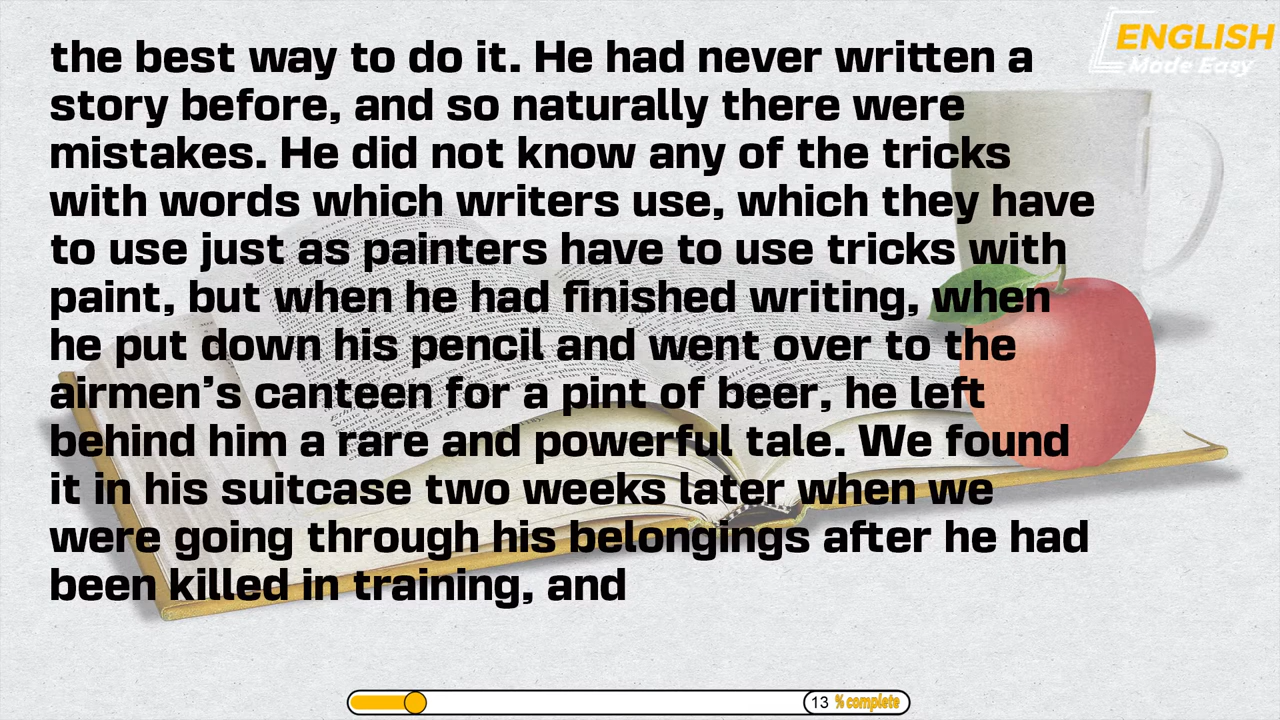 the best way to do it. He had never written a
story before, and so naturally there were
mistakes. He did not know any of the tricks
with words which writers use, which they have
to use just as painters have to use tricks with
paint, but when he had finished writing, when
he put down his pencil and went over to the
airmen’s canteen for a pint of beer, he left
behind him a rare and powerful tale. We found
it in his suitcase two weeks later when we
were going through his belongings after he had
been killed in training, and
ENGLISH
Made Easy
13 % complete